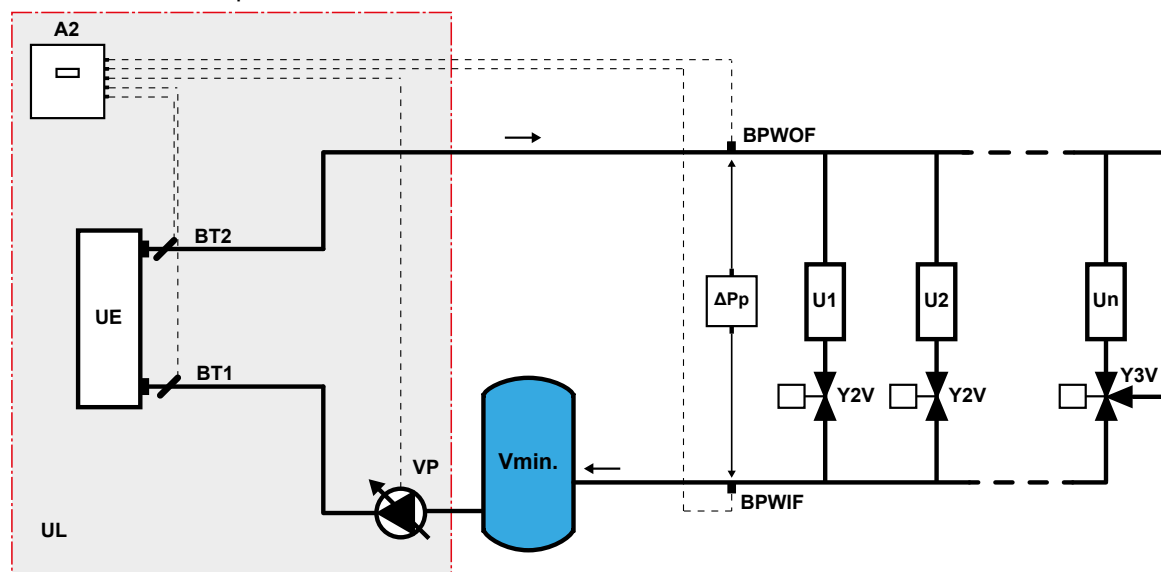 A2
BPWOF
BT2
UE
ΔPp
U1
U2
Un
BT1
Y2V
Y2V
Y3V
VP
Vmin.
BPWIF
UL